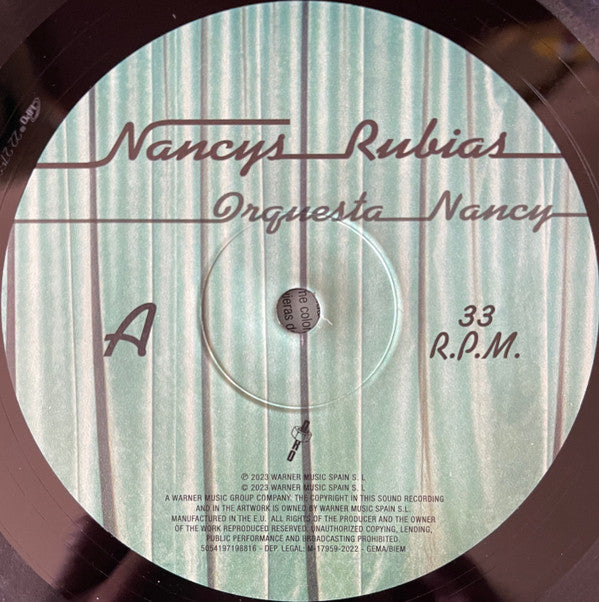 Nancys Rubias
Orquesta Nancy
A
33
R.P.M.
me color
ieras d
℗ 2023 WARNER MUSIC SPAIN S. L
© 2023 WARNER MUSIC SPAIN S. L
A WARNER MUSIC GROUP COMPANY. THE COPYRIGHT IN THIS SOUND RECORDING
AND IN THE ARTWORK IS OWNED BY WARNER MUSIC SPAIN S.L.
MANUFACTURED IN THE E.U. ALL RIGHTS OF THE PRODUCER AND THE OWNER
OF THE WORK REPRODUCED RESERVED. UNAUTHORIZED COPYING, LENDING,
PUBLIC PERFORMANCE AND BROADCASTING PROHIBITED.
5054197198816 - DEP. LEGAL: M-17959-2022 - GEMA/BIEM